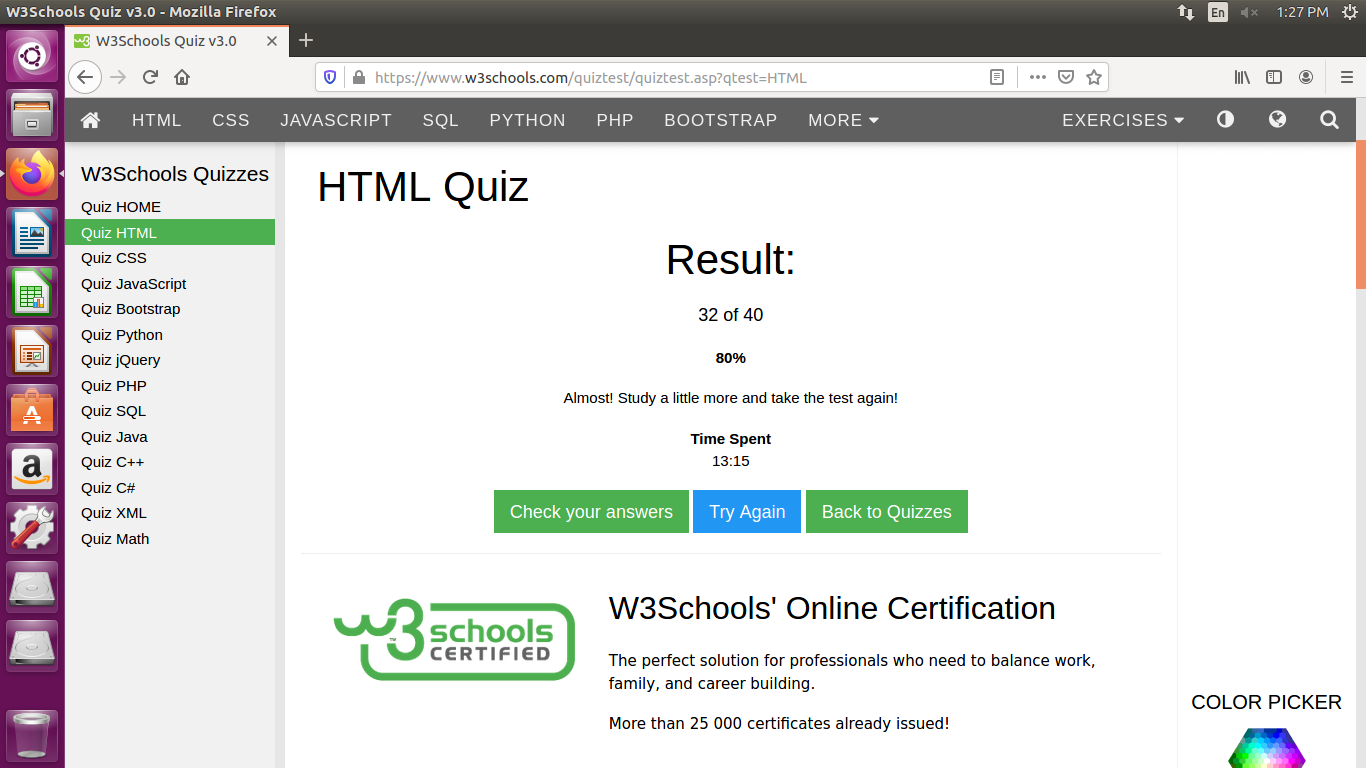 W3Schools Quiz v3.0 - Mozilla Firefox
En
1:27 PM
W3Schools Quiz v3.0
https://www.w3schools.com/quiztest/quiztest.asp?qtest=HTML
HTML CSS JAVASCRIPT SQL PYTHON PHP BOOTSTRAP MORE EXERCISES
W3Schools Quizzes
Quiz HOME
Quiz HTML
Quiz CSS
Quiz JavaScript
Quiz Bootstrap
Quiz Python
Quiz jQuery
Quiz PHP
Quiz SQL
Quiz Java
Quiz C++
Quiz C#
Quiz XML
Quiz Math
HTML Quiz
Result:
32 of 40
80%
Almost! Study a little more and take the test again!
Time Spent
13:15
Check your answers Try Again Back to Quizzes
w3schools
™
CERTIFIED
W3Schools' Online Certification
The perfect solution for professionals who need to balance work,
family, and career building.
More than 25 000 certificates already issued!
COLOR PICKER